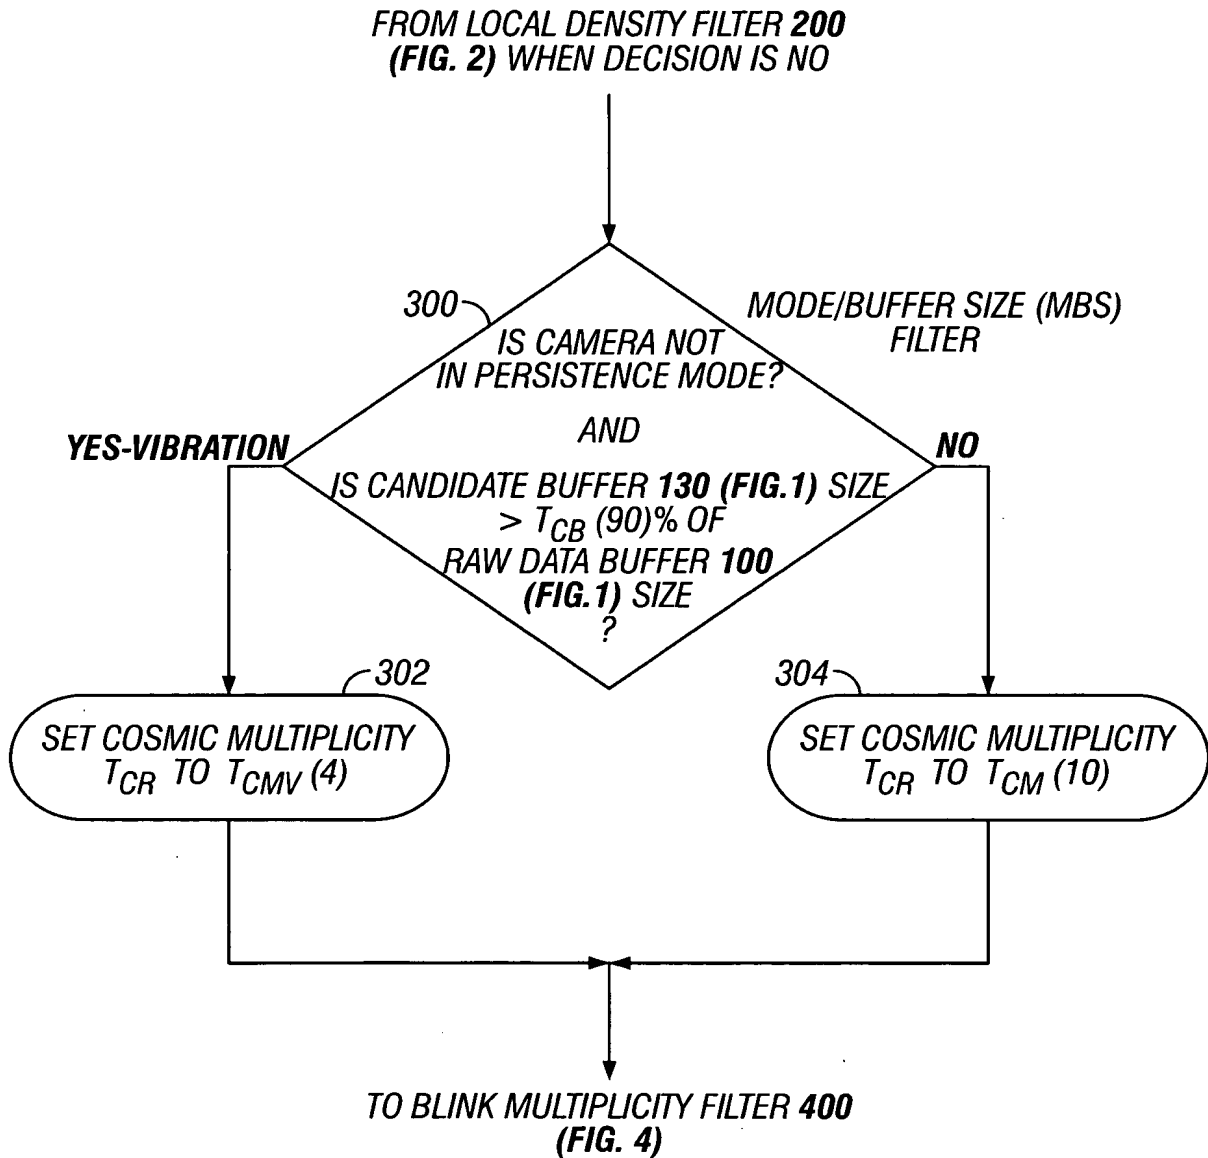 FROM LOCAL DENSITY FILTER 200
(FIG. 2) WHEN DECISION IS NO
300
MODE/BUFFER SIZE (MBS)
FILTER
IS CAMERA NOT
IN PERSISTENCE MODE?
AND
YES-VIBRATION
NO
IS CANDIDATE BUFFER 130 (FIG.1) SIZE
> TCB (90)% OF
RAW DATA BUFFER 100
(FIG.1) SIZE
?
302
SET COSMIC MULTIPLICITY
TCR TO TCMV (4)
304
SET COSMIC MULTIPLICITY
TCR TO TCM (10)
TO BLINK MULTIPLICITY FILTER 400
(FIG. 4)